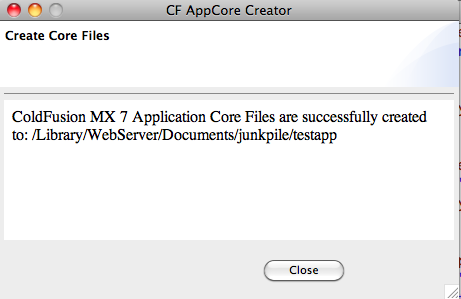 CF AppCore Creator
Create Core Files
ColdFusion MX 7 Application Core Files are successfully created
to: /Library/WebServer/Documents/junkpile/testapp
Close